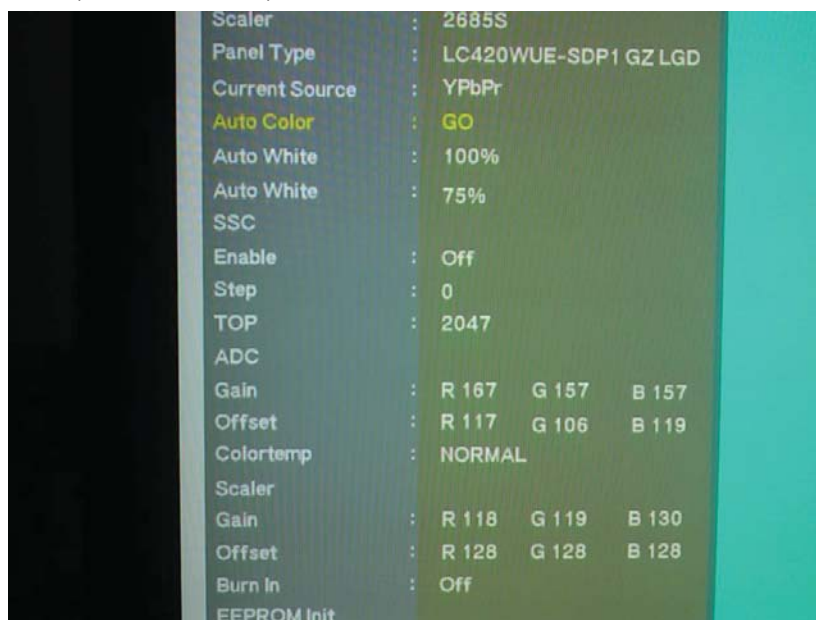 Scaler : 2685S
Panel Type : LC420WUE-SDP1 GZ LGD
Current Source : YPbPr
Auto Color : GO
Auto White : 100%
Auto White : 75%
SSC
Enable : Off
Step : 0
TOP : 2047
ADC
Gain : R 167 G 157 B 157
Offset : R 117 G 106 B 119
Colortemp : NORMAL
Scaler
Gain : R 118 G 119 B 130
Offset : R 128 G 128 B 128
Burn In : Off
EEPROM Init